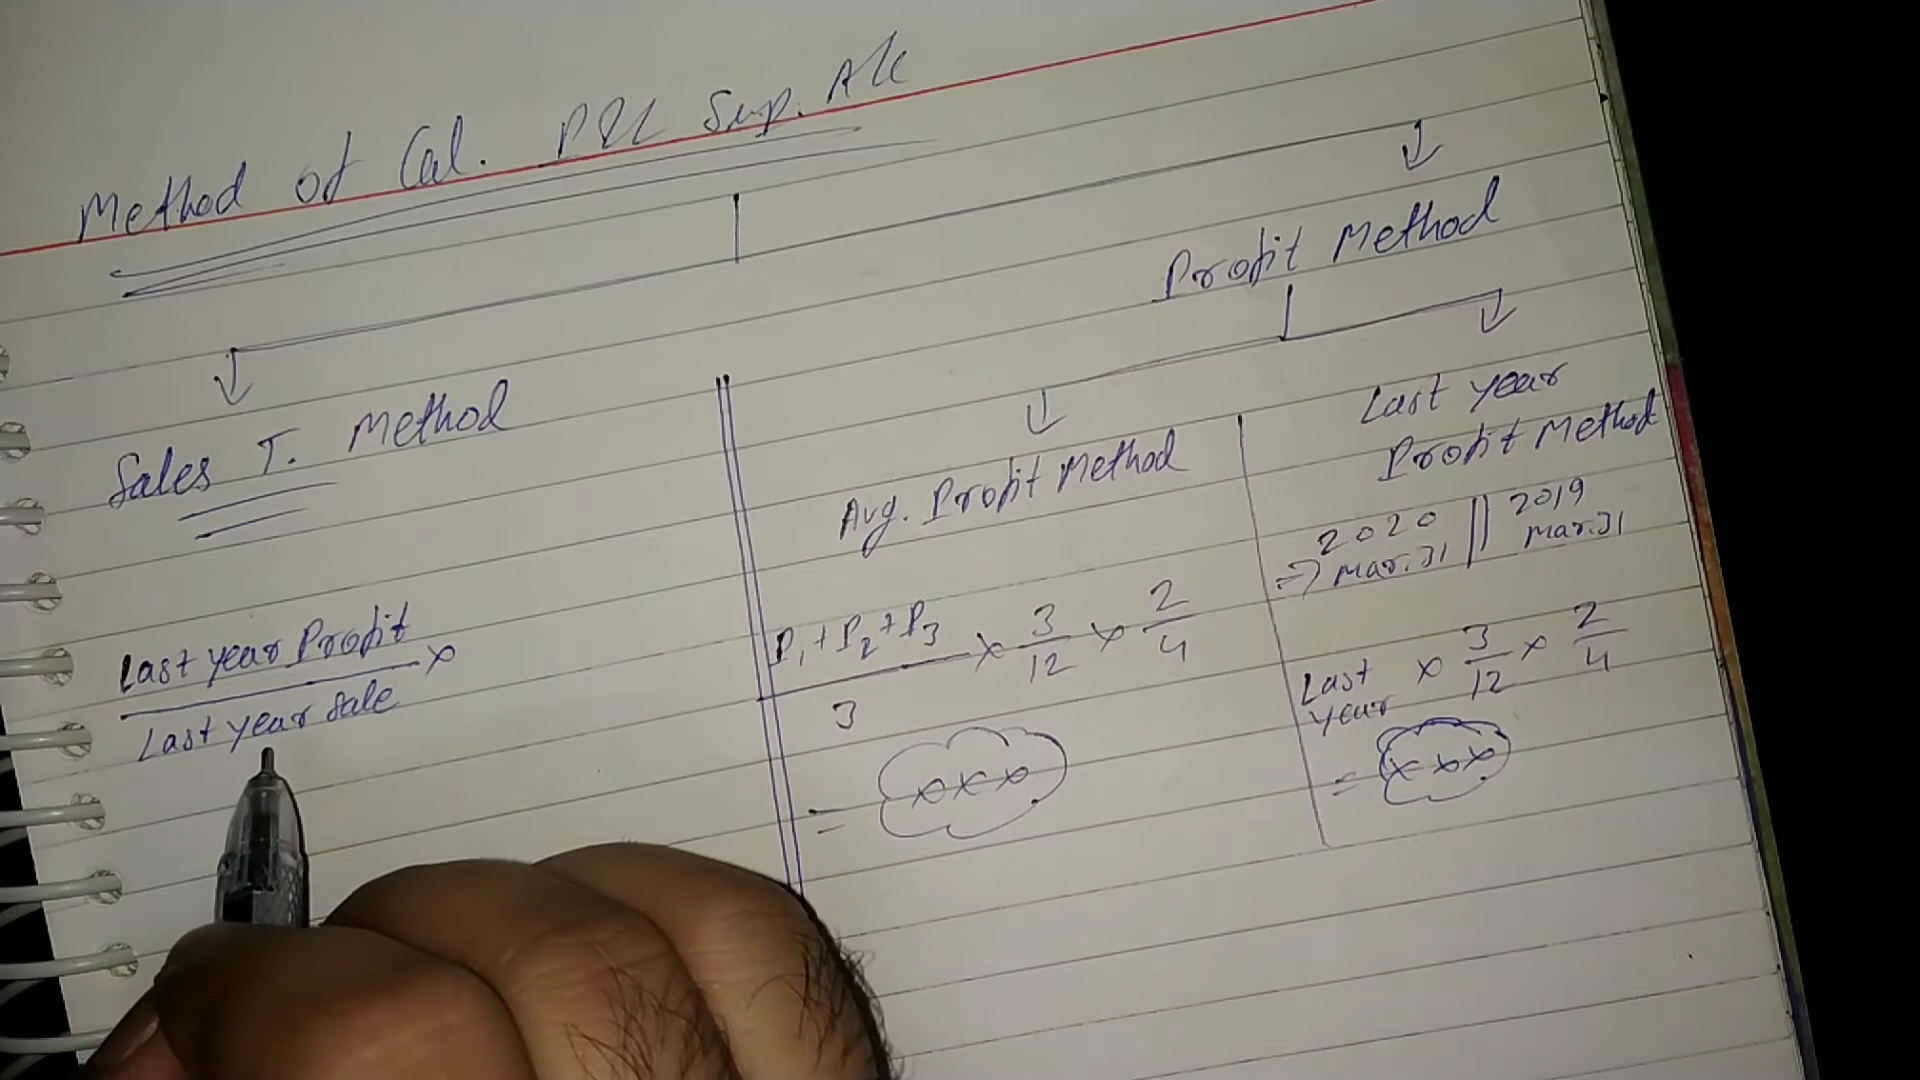 Method of Cal. P&L Susp. A/c
Sales T. Method
Last year Profit
Last year Sale
×
Profit Method
Avg. Profit Method
P1 + P2 + P3 × 3/12 × 2/4
3
= xxx
Last year
Profit Method
⇒ 2020 || 2019
Mar. 31 Mar. 31
Last × 3/12 × 2/4
year
= xxx